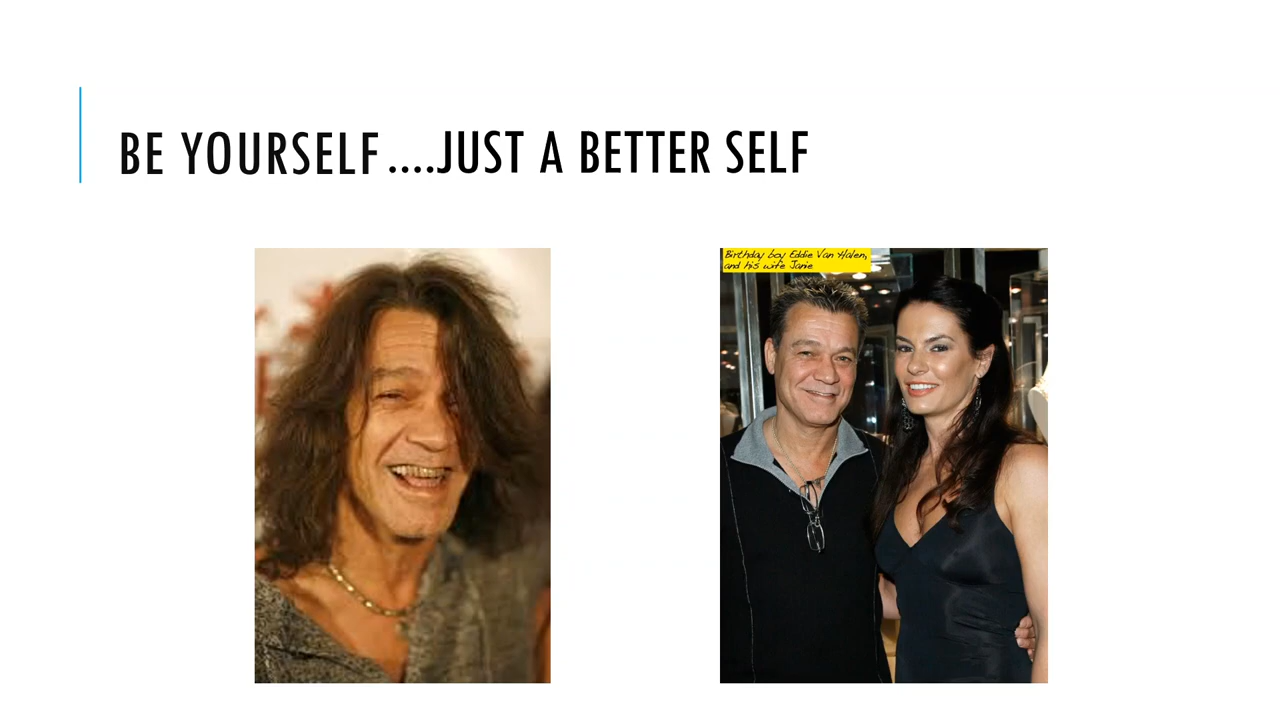 BE YOURSELF....JUST A BETTER SELF
Birthday boy Eddie Van Halen,
and his wife Janie